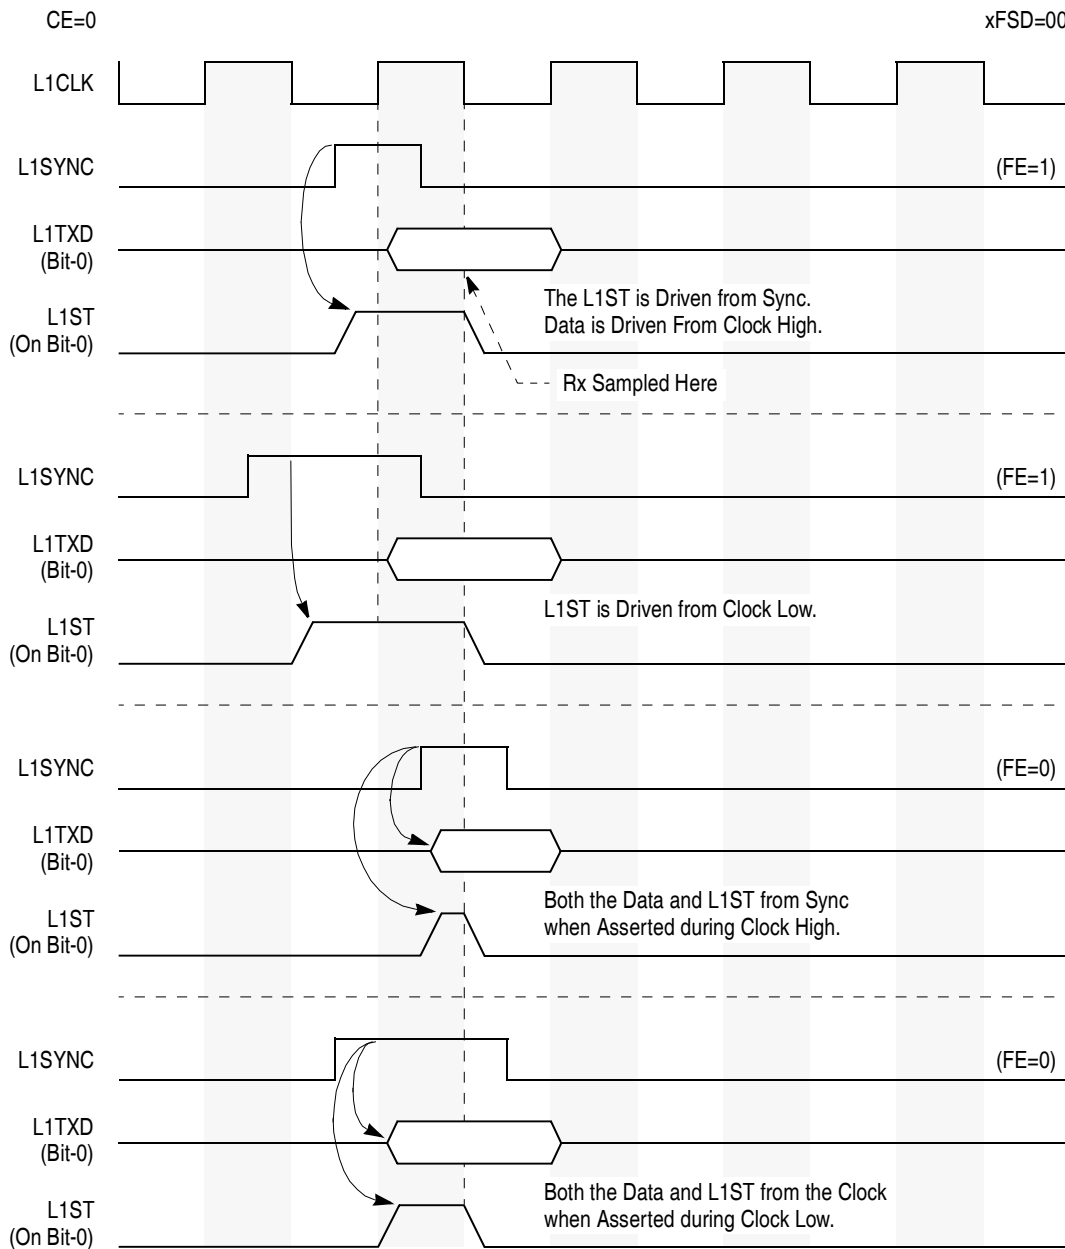 CE=0
xFSD=00
L1CLK
L1SYNC
(FE=1)
L1TXD
(Bit-0)
L1ST
(On Bit-0)
The L1ST is Driven from Sync.
Data is Driven From Clock High.
Rx Sampled Here
L1SYNC
(FE=1)
L1TXD
(Bit-0)
L1ST
(On Bit-0)
L1ST is Driven from Clock Low.
L1SYNC
(FE=0)
L1TXD
(Bit-0)
L1ST
(On Bit-0)
Both the Data and L1ST from Sync
when Asserted during Clock High.
L1SYNC
(FE=0)
L1TXD
(Bit-0)
L1ST
(On Bit-0)
Both the Data and L1ST from the Clock
when Asserted during Clock Low.